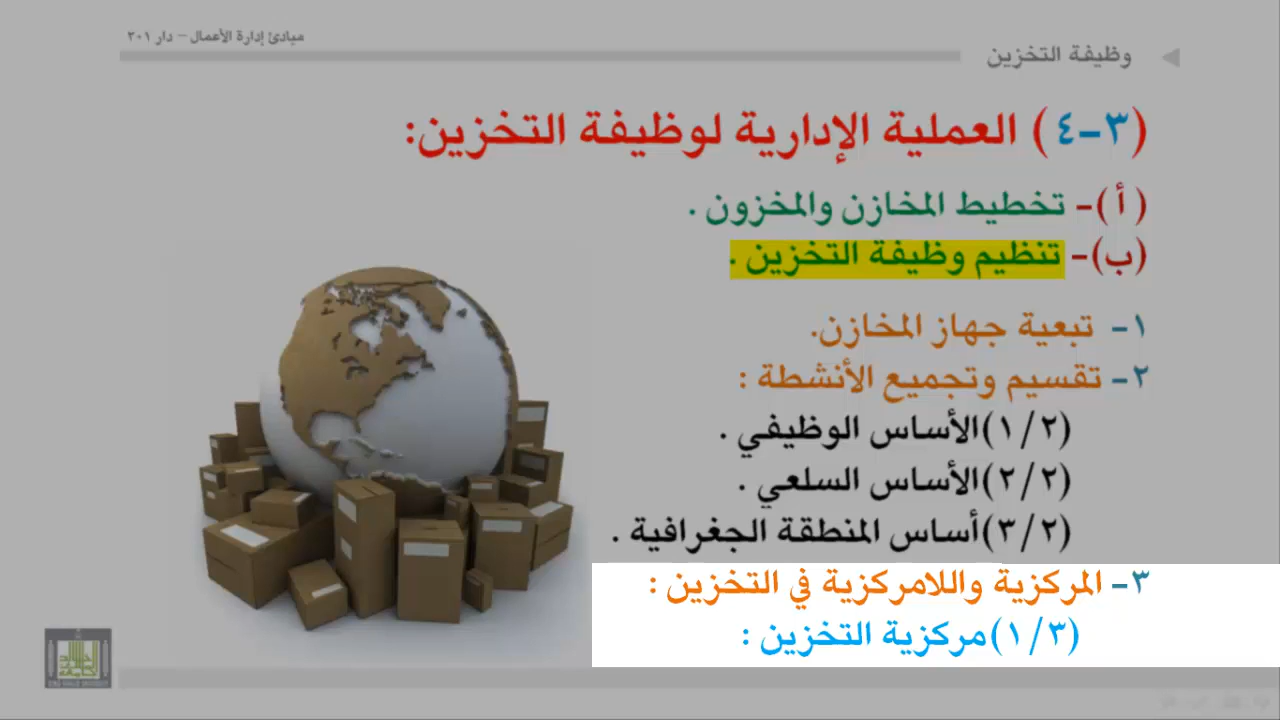 مبادئ إدارة الأعمال – دار ٣٠١
وظيفة التخزين
(٣-٤) العملية الإدارية لوظيفة التخزين:
(أ)- تخطيط المخازن والمخزون .
(ب)- تنظيم وظيفة التخزين .
١- تبعية جهاز المخازن.
٢- تقسيم وتجميع الأنشطة :
(١/٢)الأساس الوظيفي .
(٢/٢)الأساس السلعي .
(٣/٢)أساس المنطقة الجغرافية .
٣- المركزية واللامركزية في التخزين :
(١/٣)مركزية التخزين :